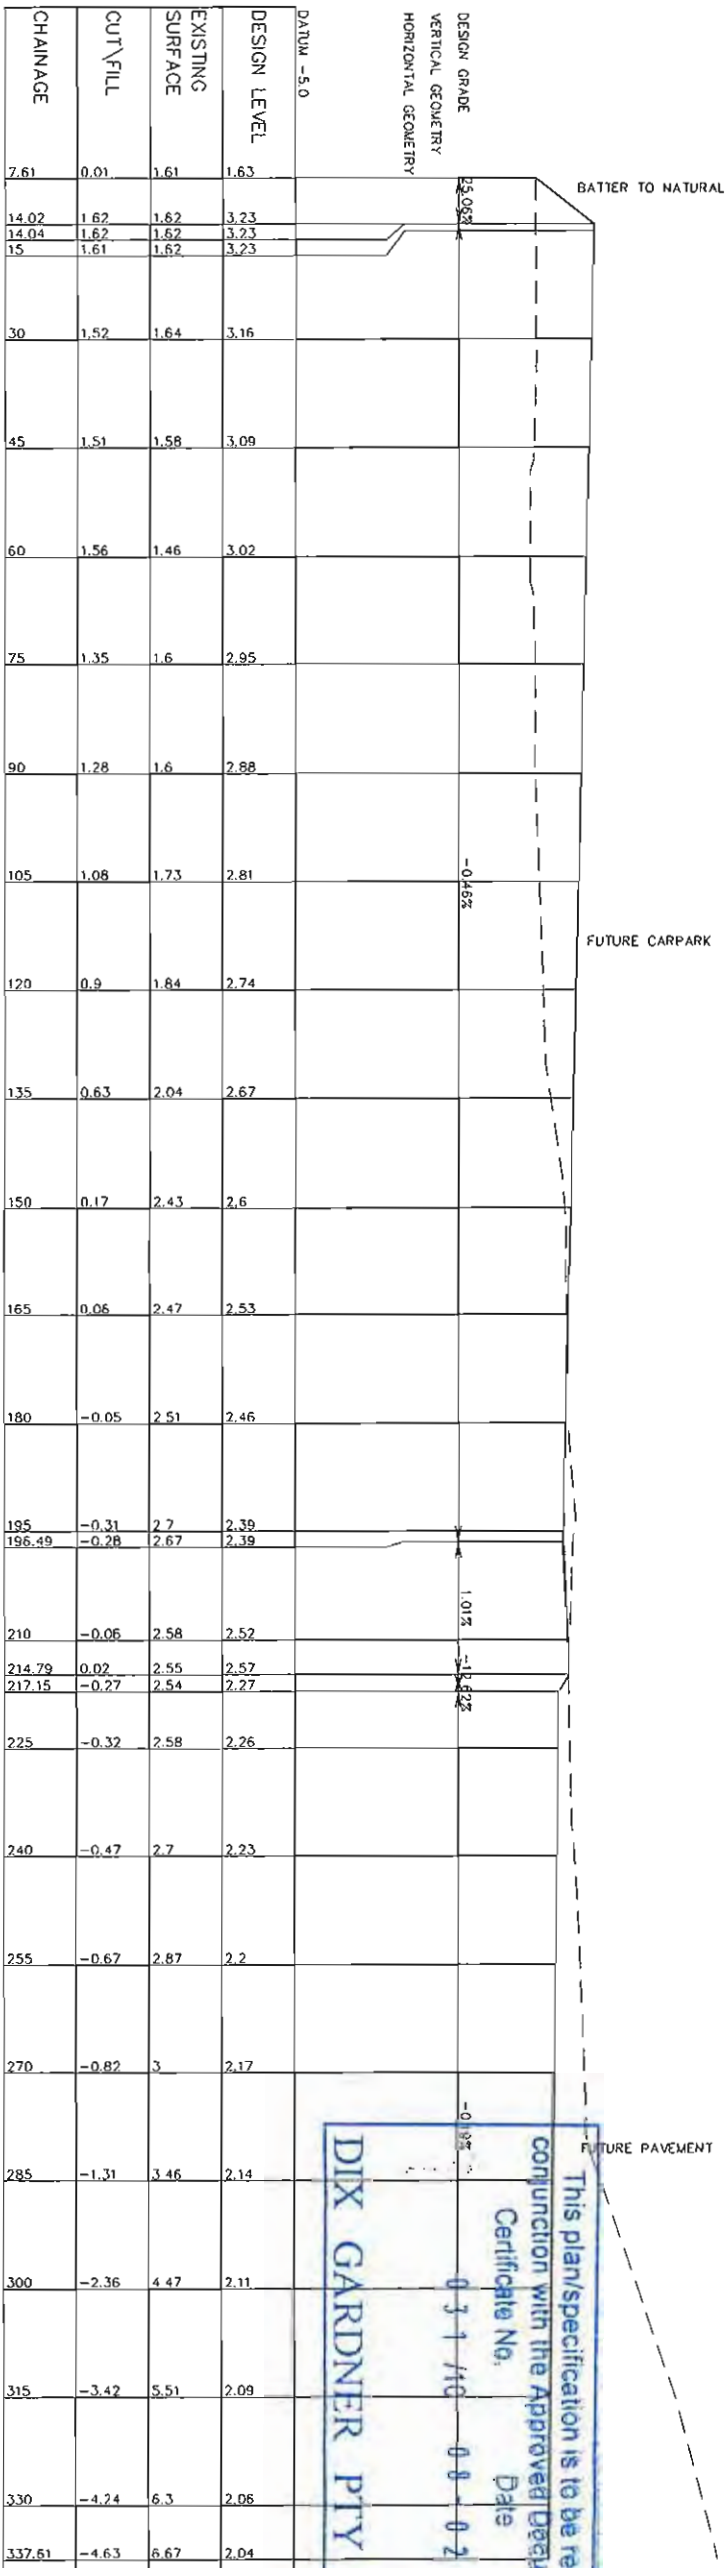 BATTER TO NATURAL
FUTURE CARPARK
FUTURE PAVEMENT
DESIGN GRADE 25.06% -0.46% 1.01% -12.62%
VERTICAL GEOMETRY
HORIZONTAL GEOMETRY
DATUM -5.0
DESIGN LEVEL 1.63 3.23 3.23 3.23 3.16 3.09 3.02 2.95 2.88 2.81 2.74 2.67 2.6 2.53 2.46 2.39 2.39 2.52 2.57 2.27 2.26 2.23 2.2 2.17 2.14 2.11 2.09 2.06 2.04
EXISTING
SURFACE 1.61 1.62 1.62 1.62 1.64 1.58 1.46 1.6 1.6 1.73 1.84 2.04 2.43 2.47 2.51 2.7 2.67 2.58 2.55 2.54 2.58 2.7 2.87 3 3.46 4.47 5.51 6.3 6.67
CUT\FILL 0.01 1.62 1.62 1.61 1.52 1.51 1.56 1.35 1.28 1.08 0.9 0.63 0.17 0.06 -0.05 -0.31 -0.28 -0.06 0.02 -0.27 -0.32 -0.47 -0.67 -0.82 -1.31 -2.36 -3.42 -4.24 -4.63
CHAINAGE 7.61 14.02 14.04 15 30 45 60 75 90 105 120 135 150 165 180 195 196.49 210 214.79 217.15 225 240 255 270 285 300 315 330 337.61
This plan/specification is to be re
conjunction with the Approved Docu
Certificate No. Date
031/10 08-02
DIX GARDNER PTY